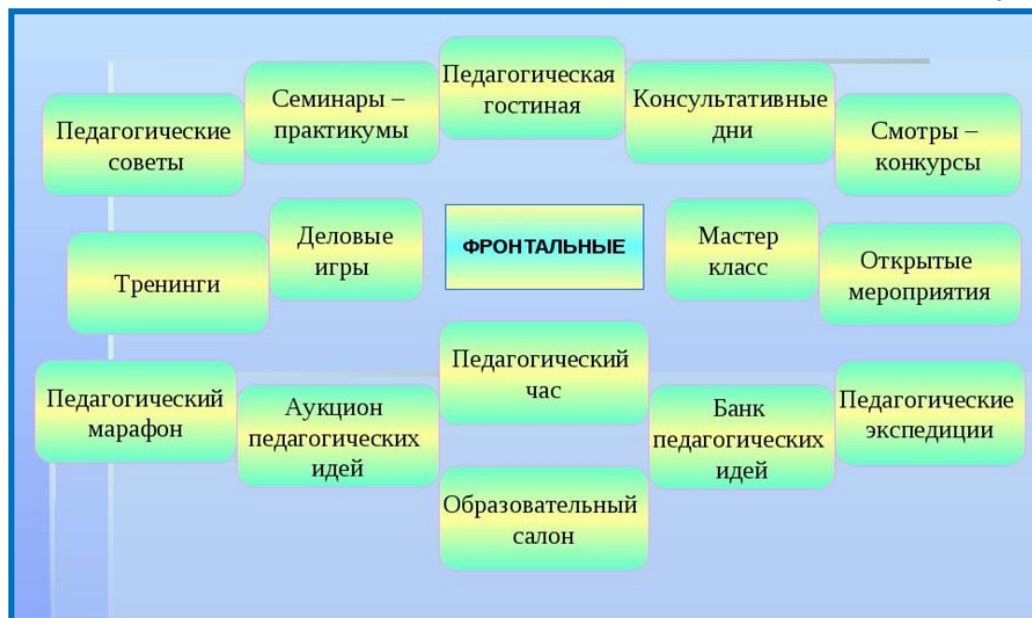 Педагогические
советы
Семинары –
практикумы
Педагогическая
гостиная
Консультативные
дни
Смотры –
конкурсы
Тренинги
Деловые
игры
ФРОНТАЛЬНЫЕ
Мастер
класс
Открытые
мероприятия
Педагогический
марафон
Аукцион
педагогических
идей
Педагогический
час
Образовательный
салон
Банк
педагогических
идей
Педагогические
экспедиции